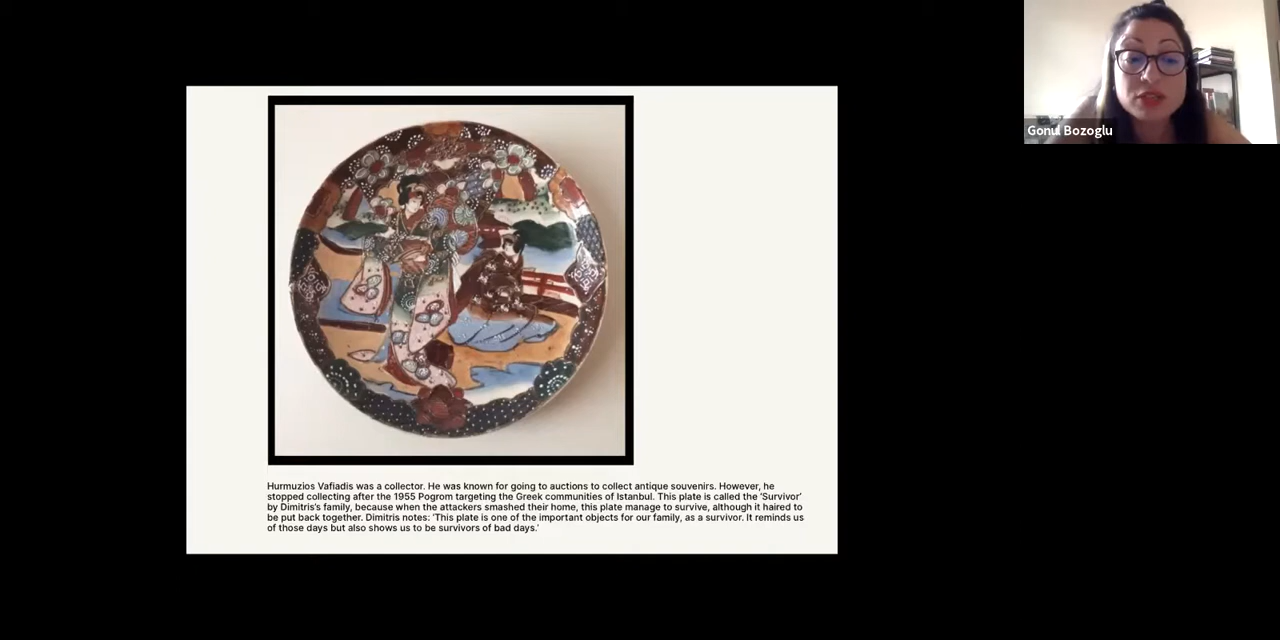 Gonul Bozoglu
Hurmuzios Vafiadis was a collector. He was known for going to auctions to collect antique souvenirs. However, he
stopped collecting after the 1955 Pogrom targeting the Greek communities of Istanbul. This plate is called the ‘Survivor’
by Dimitris’s family, because when the attackers smashed their home, this plate manage to survive, although it haired to
be put back together. Dimitris notes: ‘This plate is one of the important objects for our family, as a survivor. It reminds us
of those days but also shows us to be survivors of bad days.’